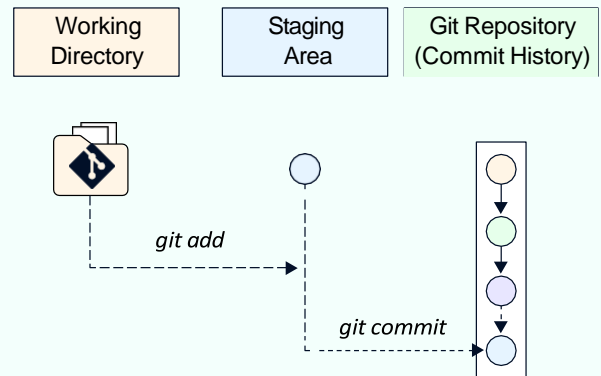 Working
Directory
Staging
Area
Git Repository
(Commit History)
git add
git commit